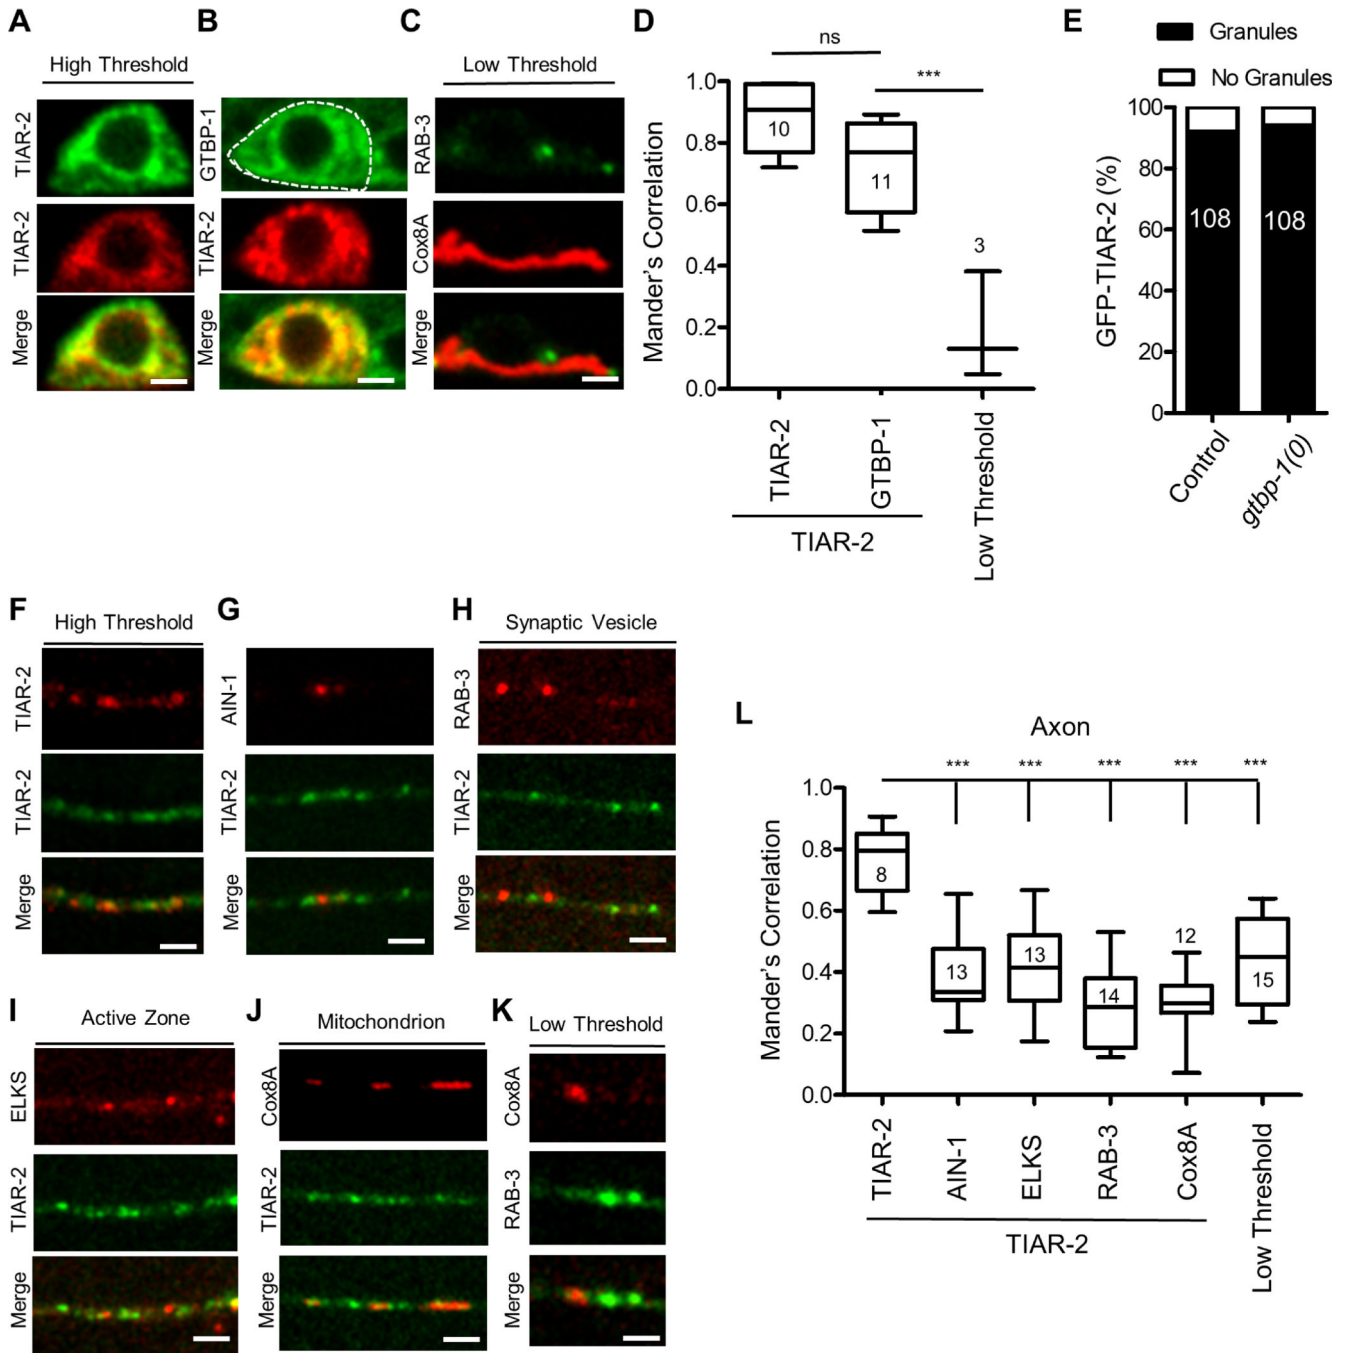 A
High Threshold
TIAR-2
TIAR-2
Merge
B
GTBP-1
TIAR-2
Merge
C
Low Threshold
RAB-3
Cox8A
Merge
D
ns
***
Mander's Correlation
1.0
0.8
0.6
0.4
0.2
0.0
10
11
3
TIAR-2
GTBP-1
Low Threshold
TIAR-2
E
Granules
No Granules
GFP-TIAR-2 (%)
100
80
60
40
20
0
108
108
Control
gtbp-1(0)
F
High Threshold
TIAR-2
TIAR-2
Merge
G
AIN-1
TIAR-2
Merge
H
Synaptic Vesicle
RAB-3
TIAR-2
Merge
I
Active Zone
ELKS
TIAR-2
Merge
J
Mitochondrion
Cox8A
TIAR-2
Merge
K
Low Threshold
Cox8A
RAB-3
Merge
L
Axon
*** *** *** *** ***
Mander's Correlation
1.0
0.8
0.6
0.4
0.2
0.0
8
13
13
14
12
15
TIAR-2
AIN-1
ELKS
RAB-3
Cox8A
Low Threshold
TIAR-2